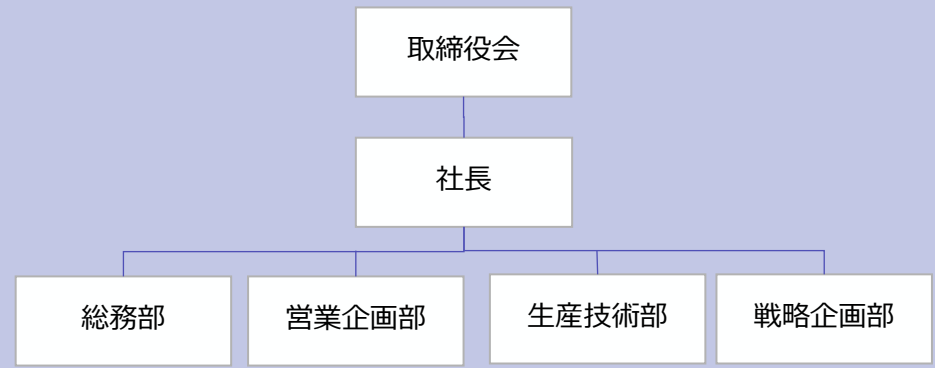 取締役会
社長
総務部
営業企画部
生産技術部
戦略企画部